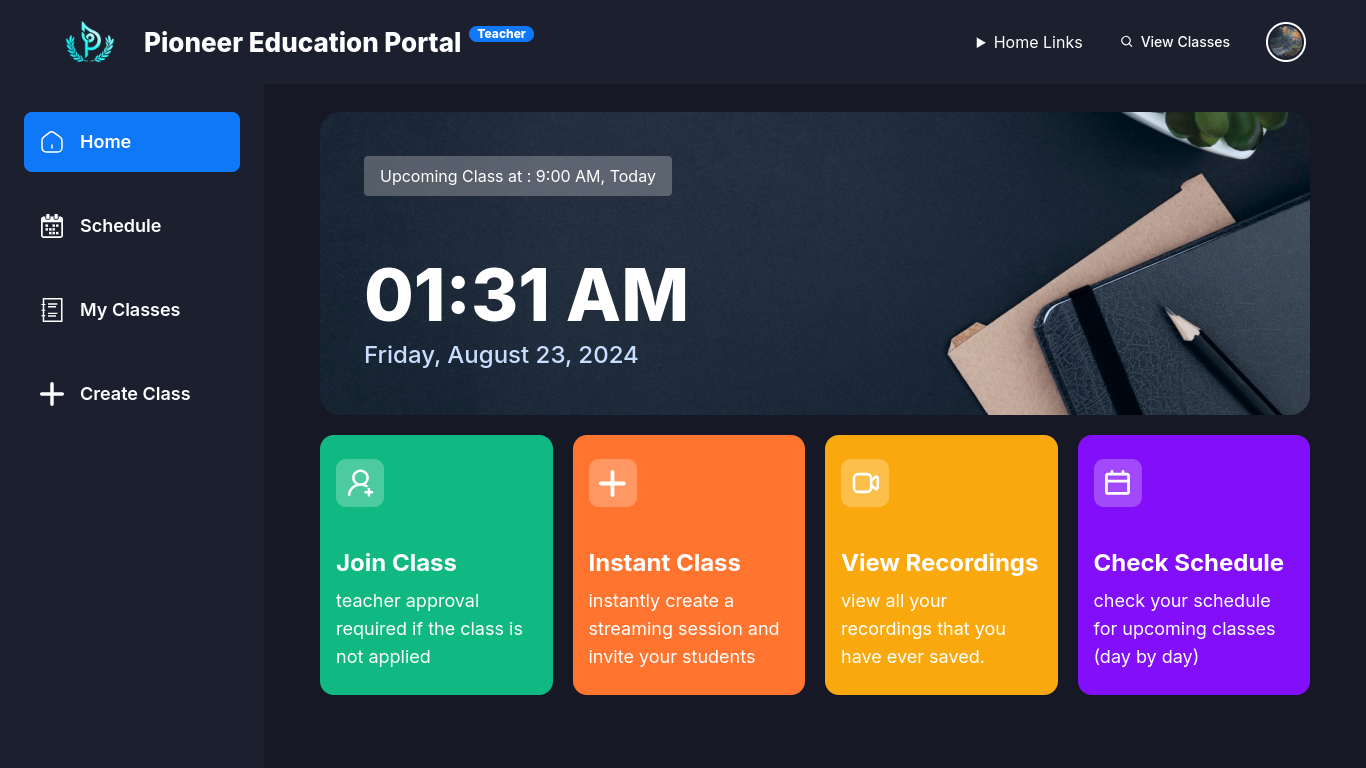 Pioneer Education Portal
Teacher
Home Links
View Classes
Home
Schedule
My Classes
Create Class
Upcoming Class at : 9:00 AM, Today
01:31 AM
Friday, August 23, 2024
Join Class
teacher approval
required if the class is
not applied
Instant Class
instantly create a
streaming session and
invite your students
View Recordings
view all your
recordings that you
have ever saved.
Check Schedule
check your schedule
for upcoming classes
(day by day)